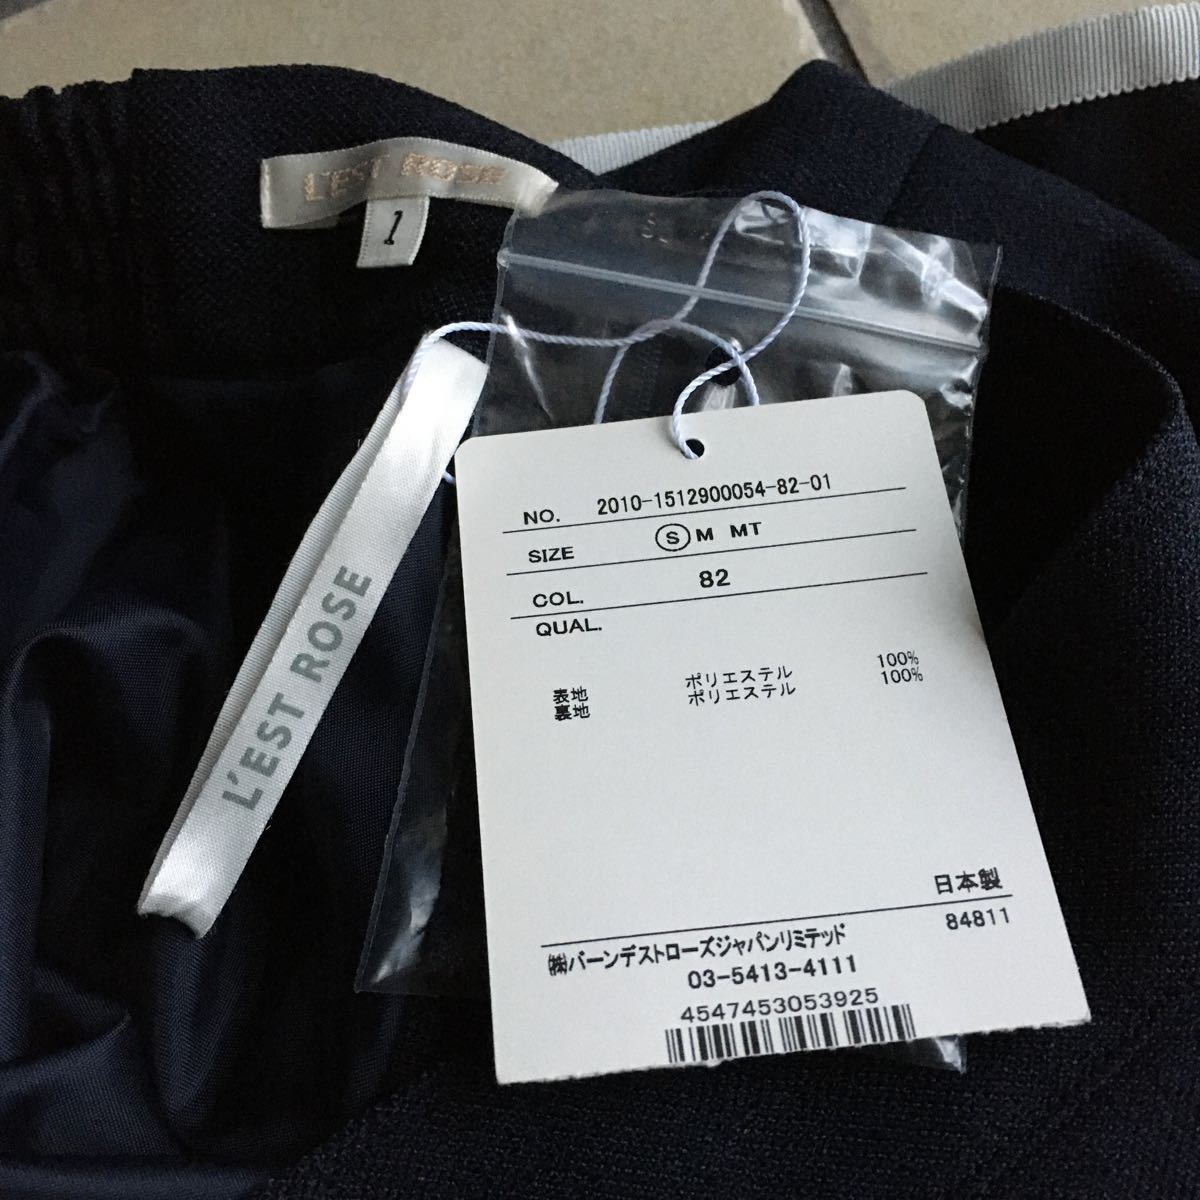 L'EST ROSE
1
L'EST ROSE
NO. 2010-1512900054-82-01
SIZE Ⓢ M MT
COL. 82
QUAL.
表地 ポリエステル 100%
裏地 ポリエステル 100%
日本製
84811
㈱バーンデストローズジャパンリミテッド
03-5413-4111
4547453053925